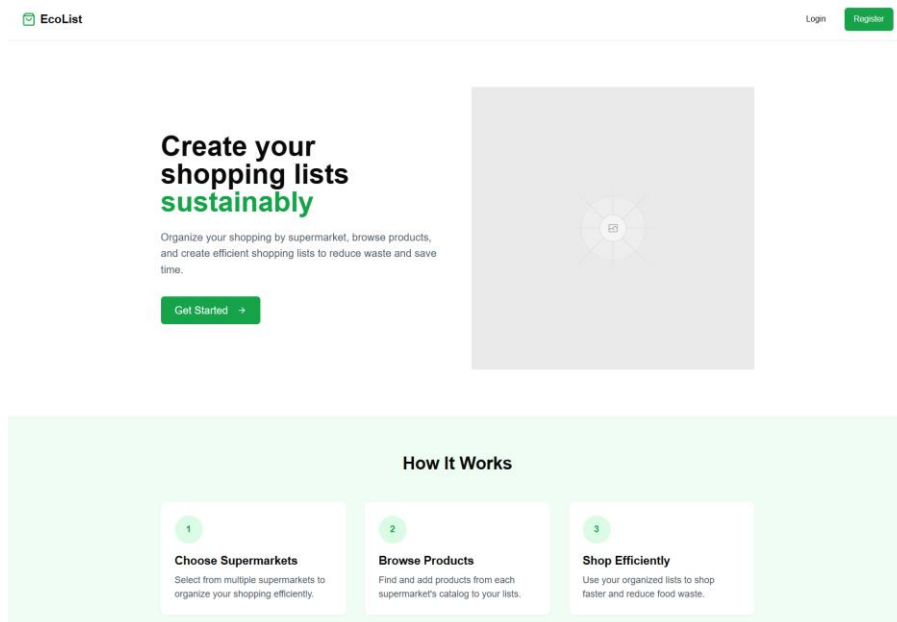 EcoList
Login
Register
Create your
shopping lists
sustainably
Organize your shopping by supermarket, browse products,
and create efficient shopping lists to reduce waste and save
time.
Get Started →
How It Works
1
Choose Supermarkets
Select from multiple supermarkets to
organize your shopping efficiently.
2
Browse Products
Find and add products from each
supermarket's catalog to your lists.
3
Shop Efficiently
Use your organized lists to shop
faster and reduce food waste.